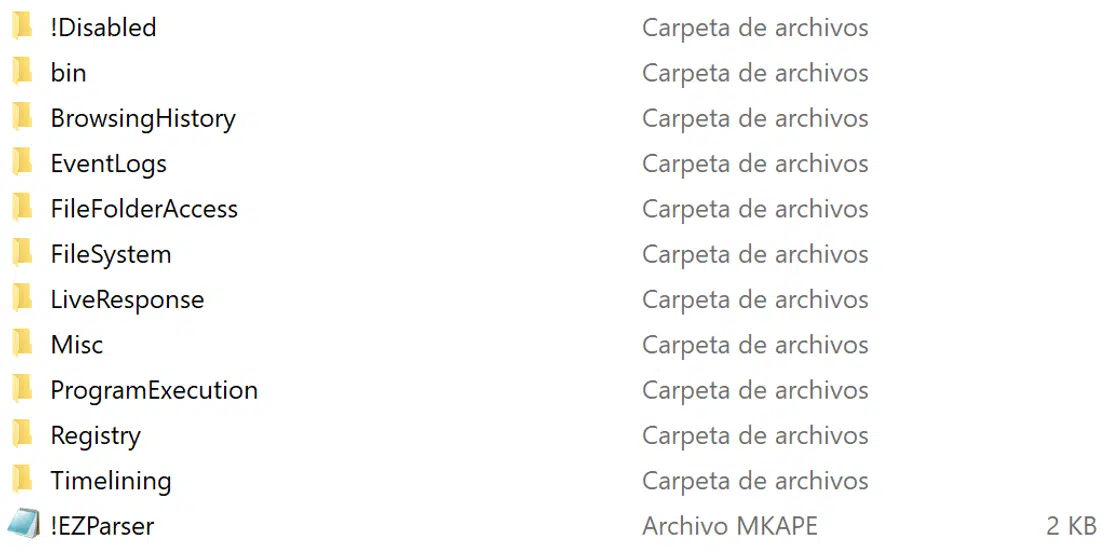 !Disabled Carpeta de archivos
bin Carpeta de archivos
BrowsingHistory Carpeta de archivos
EventLogs Carpeta de archivos
FileFolderAccess Carpeta de archivos
FileSystem Carpeta de archivos
LiveResponse Carpeta de archivos
Misc Carpeta de archivos
ProgramExecution Carpeta de archivos
Registry Carpeta de archivos
Timelining Carpeta de archivos
!EZParser Archivo MKAPE 2 KB